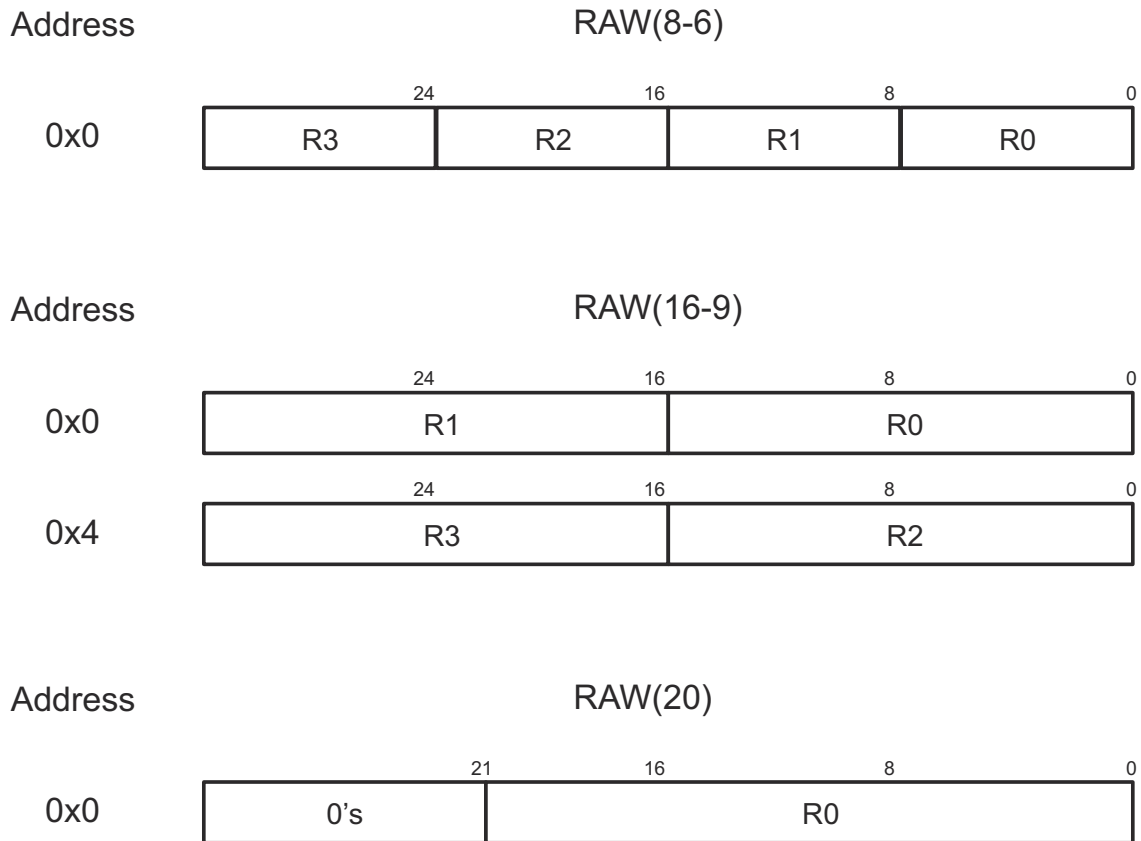 Address RAW(8-6)
24 16 8 0
0x0 R3 R2 R1 R0
Address RAW(16-9)
24 16 8 0
0x0 R1 R0
24 16 8 0
0x4 R3 R2
Address RAW(20)
21 16 8 0
0x0 0’s R0